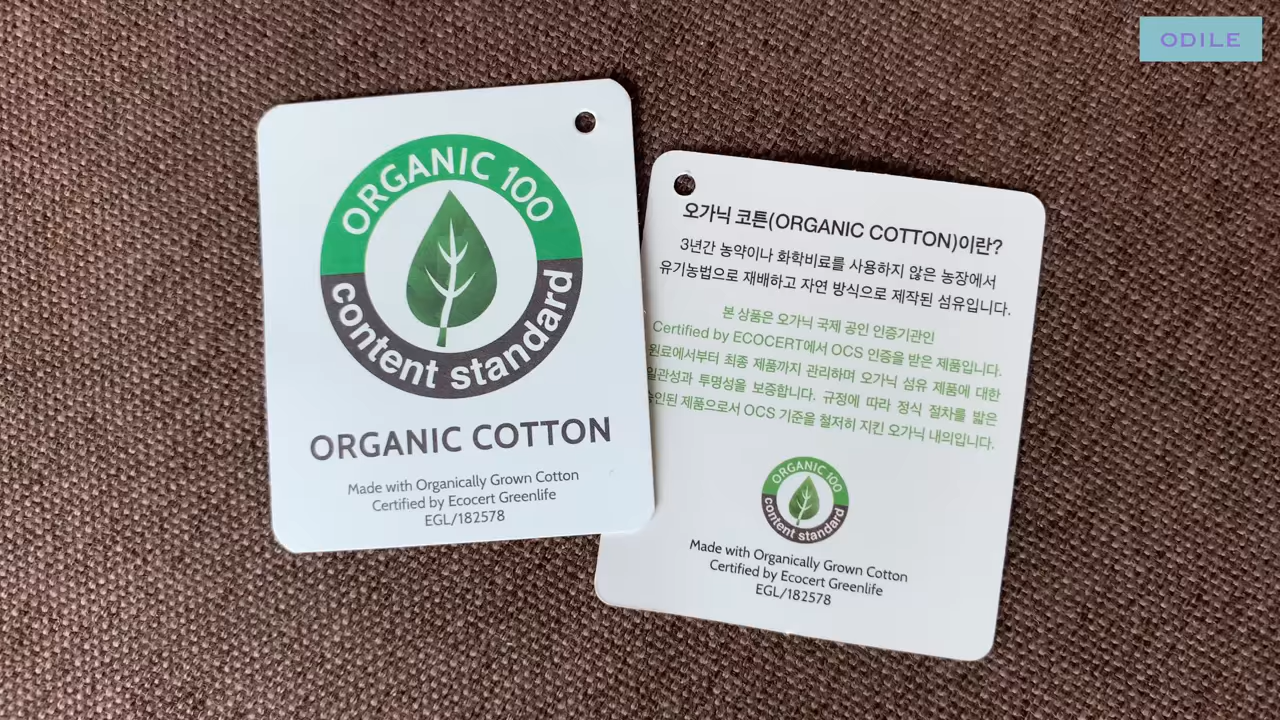 ODILE
ORGANIC 100
content standard
ORGANIC COTTON
Made with Organically Grown Cotton
Certified by Ecocert Greenlife
EGL/182578
오가닉 코튼(ORGANIC COTTON)이란?
3년간 농약이나 화학비료를 사용하지 않은 농장에서
유기농법으로 재배하고 자연 방식으로 제작된 섬유입니다.
본 상품은 오가닉 국제 공인 인증기관인
Certified by ECOCERT에서 OCS 인증을 받은 제품입니다.
원료에서부터 최종 제품까지 관리하며 오가닉 섬유 제품에 대한
일관성과 투명성을 보증합니다. 규정에 따라 정식 절차를 밟은
제품으로서 OCS 기준을 철저히 지킨 오가닉 내의입니다.
ORGANIC 100
content standard
Made with Organically Grown Cotton
Certified by Ecocert Greenlife
EGL/182578